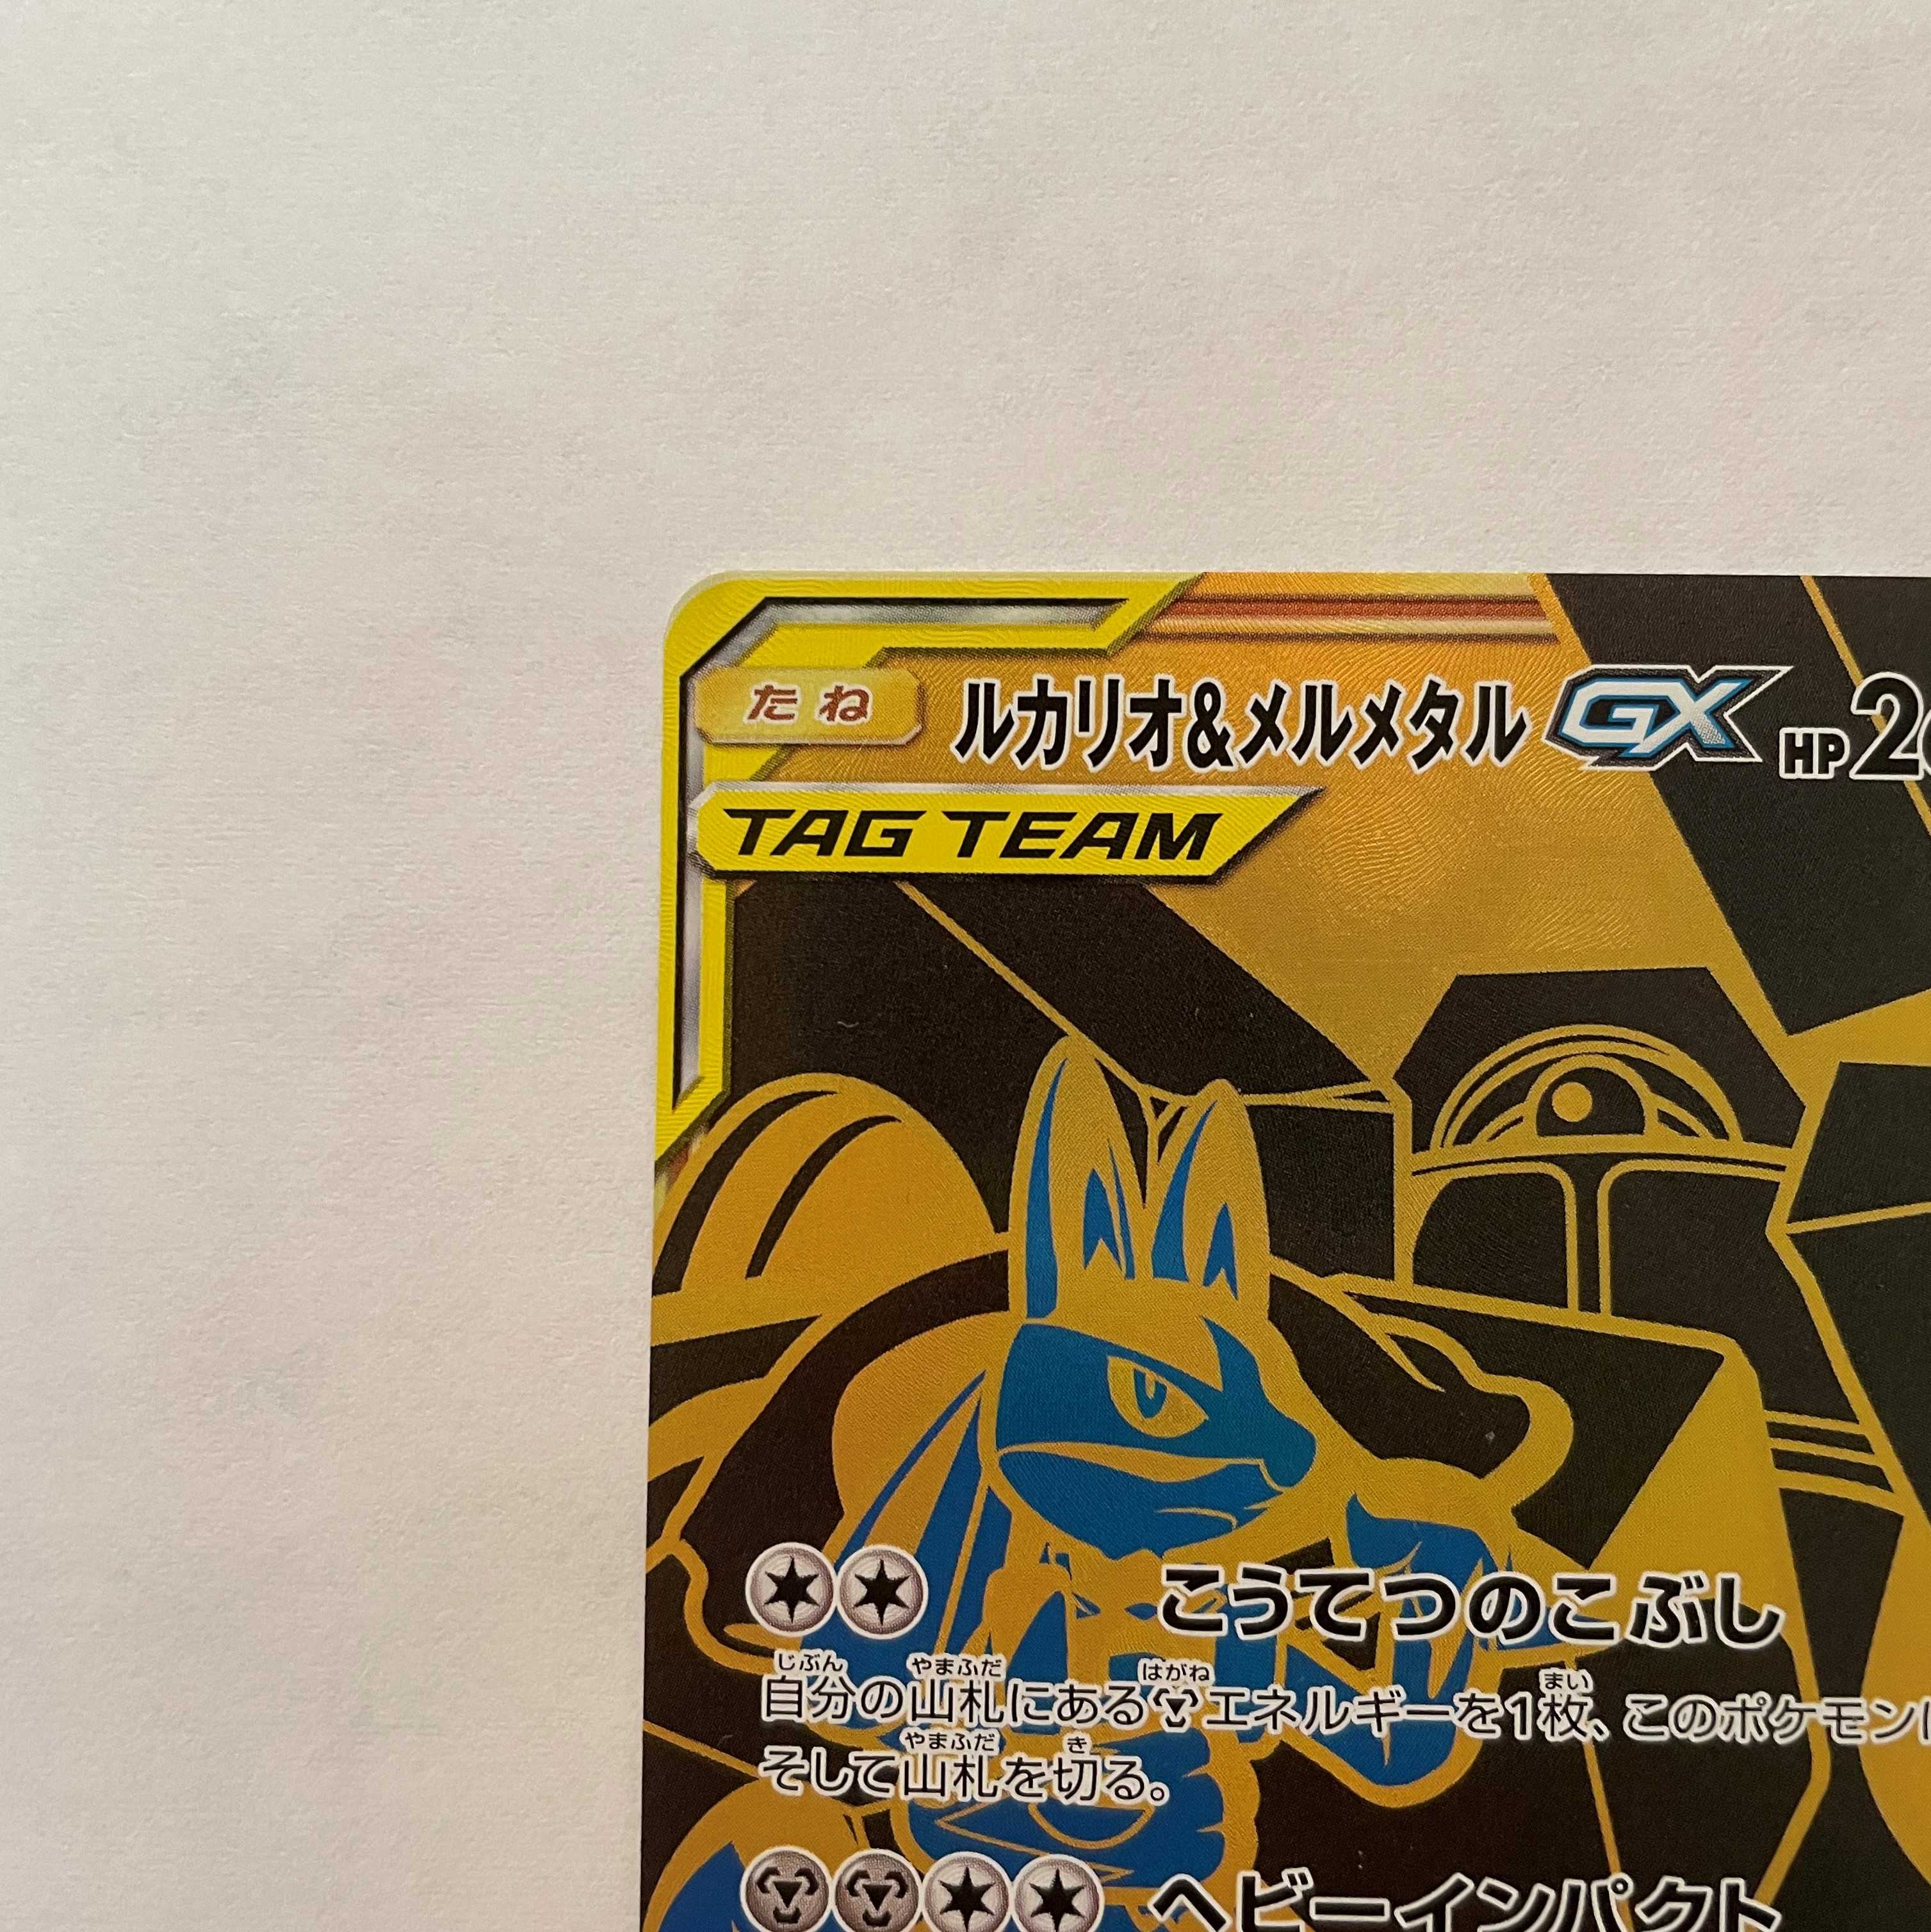 たね ルカリオ&メルメタル GX HP 2
TAG TEAM
こうてつのこぶし
じぶん やまふだ はがね まい
自分の山札にあるエネルギーを1枚、このポケモンに
やまふだ き
そして山札を切る。
ヘビーインパクト